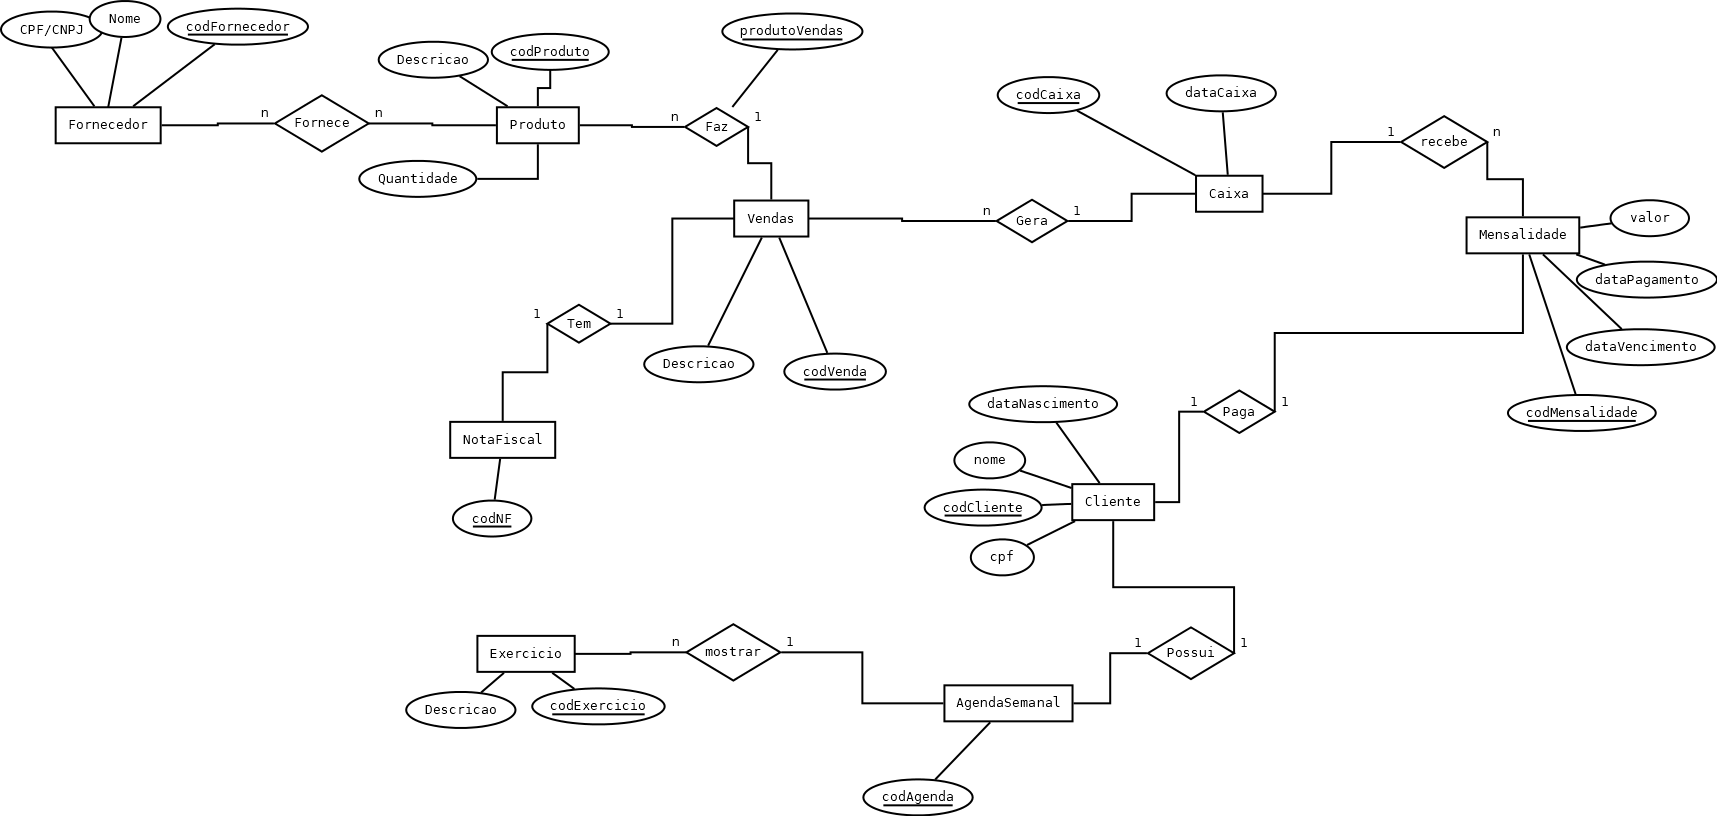 CPF/CNPJ
Nome
codFornecedor
Fornecedor
n
Fornece
n
Descricao
codProduto
Produto
Quantidade
n
Faz
1
produtoVendas
Vendas
Descricao
codVenda
1
Tem
1
NotaFiscal
codNF
n
Gera
1
codCaixa
dataCaixa
Caixa
1
recebe
n
Mensalidade
valor
dataPagamento
dataVencimento
codMensalidade
1
Paga
1
dataNascimento
nome
codCliente
cpf
Cliente
1
Possui
1
AgendaSemanal
codAgenda
n
mostrar
1
Exercicio
Descricao
codExercicio